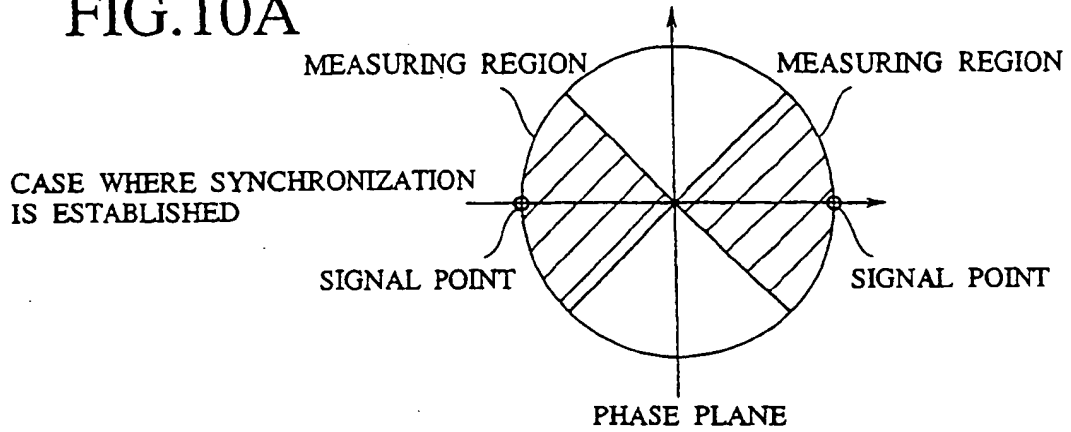 FIG.10A
MEASURING REGION
MEASURING REGION
CASE WHERE SYNCHRONIZATION
IS ESTABLISHED
SIGNAL POINT
SIGNAL POINT
PHASE PLANE